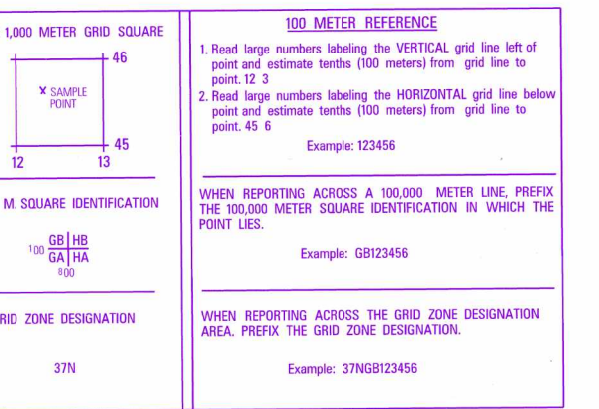 1,000 METER GRID SQUARE
46
X SAMPLE
POINT
45
12 13
M. SQUARE IDENTIFICATION
GB HB
100
GA HA
800
RID ZONE DESIGNATION
37N
100 METER REFERENCE
1. Read large numbers labeling the VERTICAL grid line left of
point and estimate tenths (100 meters) from grid line to
point. 12 3
2. Read large numbers labeling the HORIZONTAL grid line below
point and estimate tenths (100 meters) from grid line to
point. 45 6
Example: 123456
WHEN REPORTING ACROSS A 100,000 METER LINE, PREFIX
THE 100,000 METER SQUARE IDENTIFICATION IN WHICH THE
POINT LIES.
Example: GB123456
WHEN REPORTING ACROSS THE GRID ZONE DESIGNATION
AREA. PREFIX THE GRID ZONE DESIGNATION.
Example: 37NGB123456